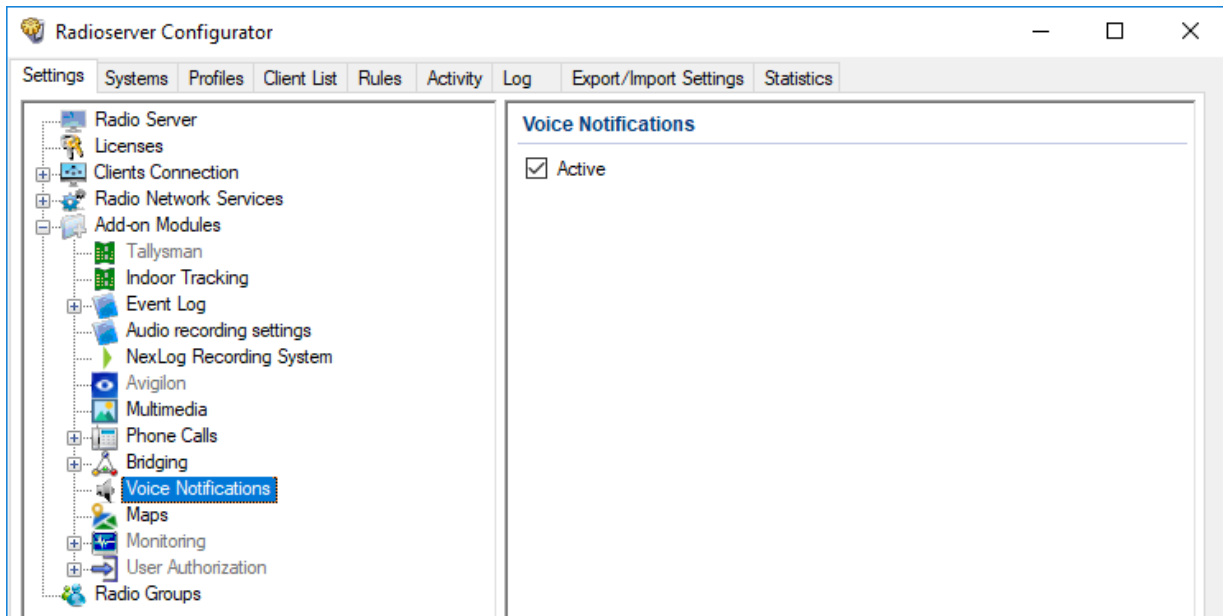 Radioserver Configurator
Settings Systems Profiles Client List Rules Activity Log Export/Import Settings Statistics
Radio Server
Licenses
Clients Connection
Radio Network Services
Add-on Modules
Tallysman
Indoor Tracking
Event Log
Audio recording settings
NexLog Recording System
Avigilon
Multimedia
Phone Calls
Bridging
Voice Notifications
Maps
Monitoring
User Authorization
Radio Groups
Voice Notifications
Active